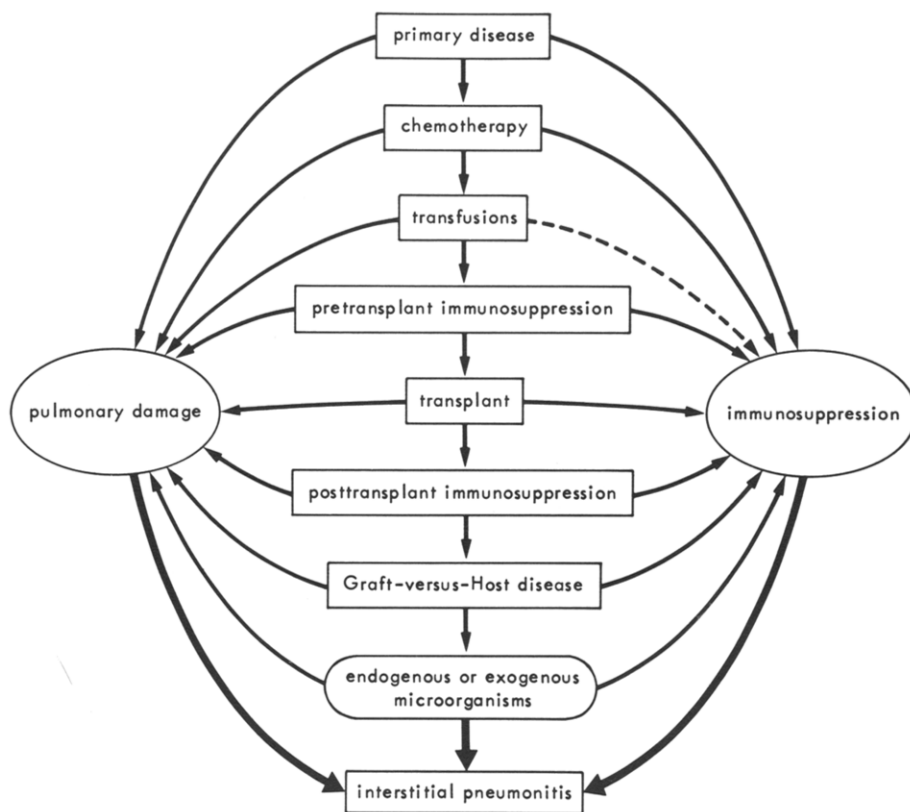 primary disease
chemotherapy
transfusions
pretransplant immunosuppression
pulmonary damage
transplant
immunosuppression
posttransplant immunosuppression
Graft-versus-Host disease
endogenous or exogenous
microorganisms
interstitial pneumonitis